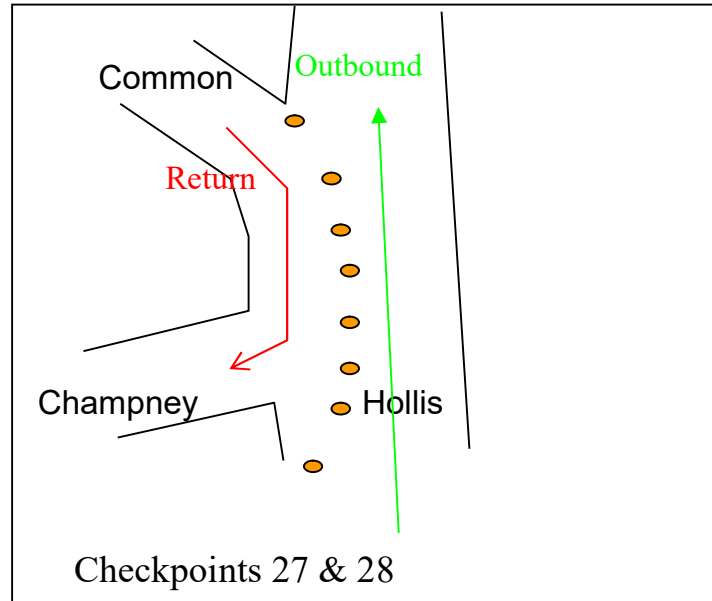 Outbound
Common
Return
Champney
Hollis
Checkpoints 27 & 28